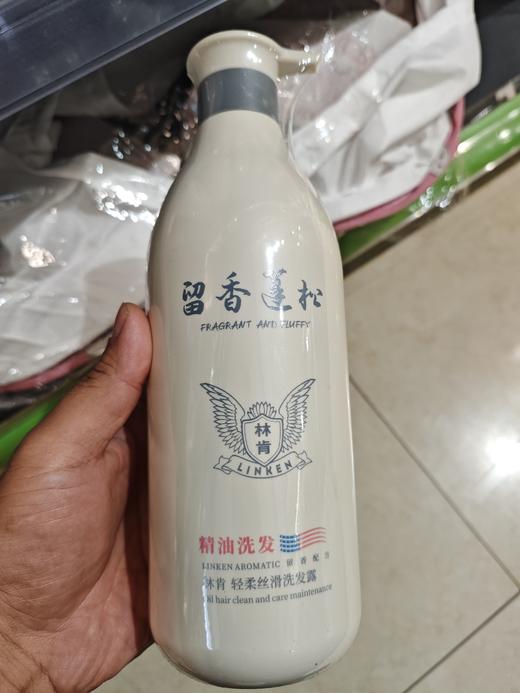 留香蓬松
FRAGRANT AND FLUFFY
林
肯
LINKEN
精油洗发
LINKEN AROMATIC 留香配方
林肯 轻柔丝滑洗发露
Oil hair clean and care maintenance